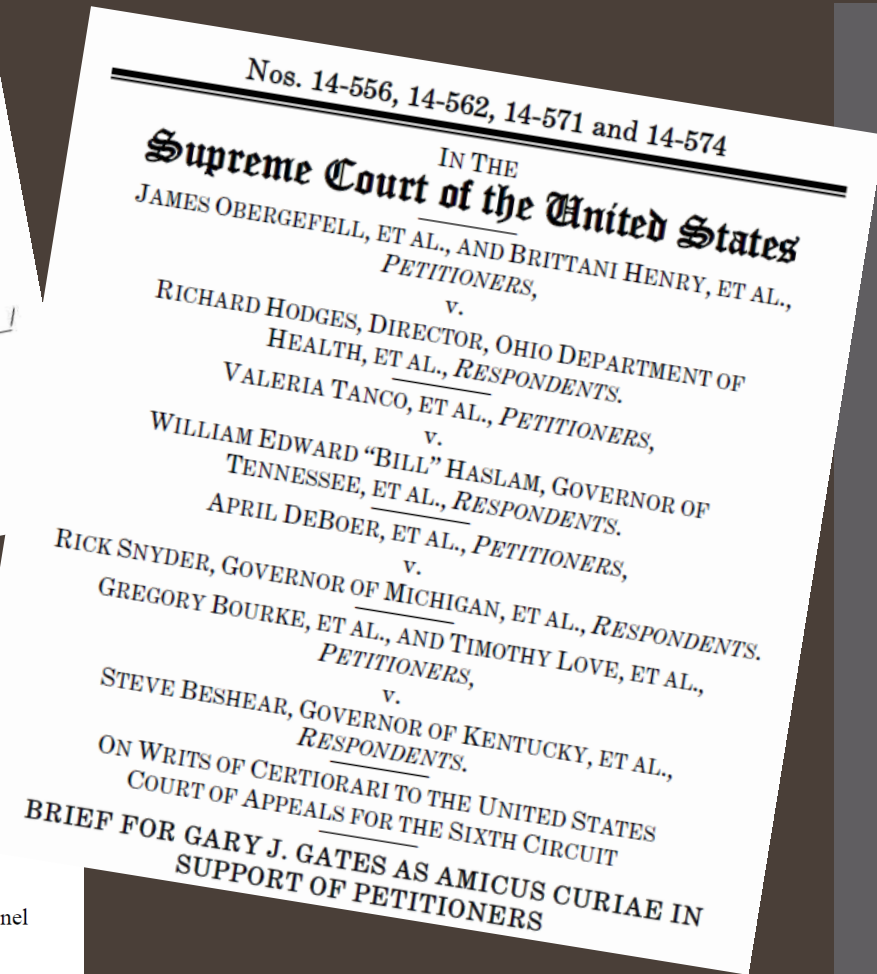 Nos. 14-556, 14-562, 14-571 and 14-574
IN THE
Supreme Court of the United States
JAMES OBERGEFELL, ET AL., AND BRITTANI HENRY, ET AL.,
PETITIONERS,
v.
RICHARD HODGES, DIRECTOR, OHIO DEPARTMENT OF
HEALTH, ET AL., RESPONDENTS.
VALERIA TANCO, ET AL., PETITIONERS,
v.
WILLIAM EDWARD “BILL” HASLAM, GOVERNOR OF
TENNESSEE, ET AL., RESPONDENTS.
APRIL DEBOER, ET AL., PETITIONERS,
v.
RICK SNYDER, GOVERNOR OF MICHIGAN, ET AL., RESPONDENTS.
GREGORY BOURKE, ET AL., AND TIMOTHY LOVE, ET AL.,
PETITIONERS,
v.
STEVE BESHEAR, GOVERNOR OF KENTUCKY, ET AL.,
RESPONDENTS.
ON WRITS OF CERTIORARI TO THE UNITED STATES
COURT OF APPEALS FOR THE SIXTH CIRCUIT
BRIEF FOR GARY J. GATES AS AMICUS CURIAE IN
SUPPORT OF PETITIONERS
nel